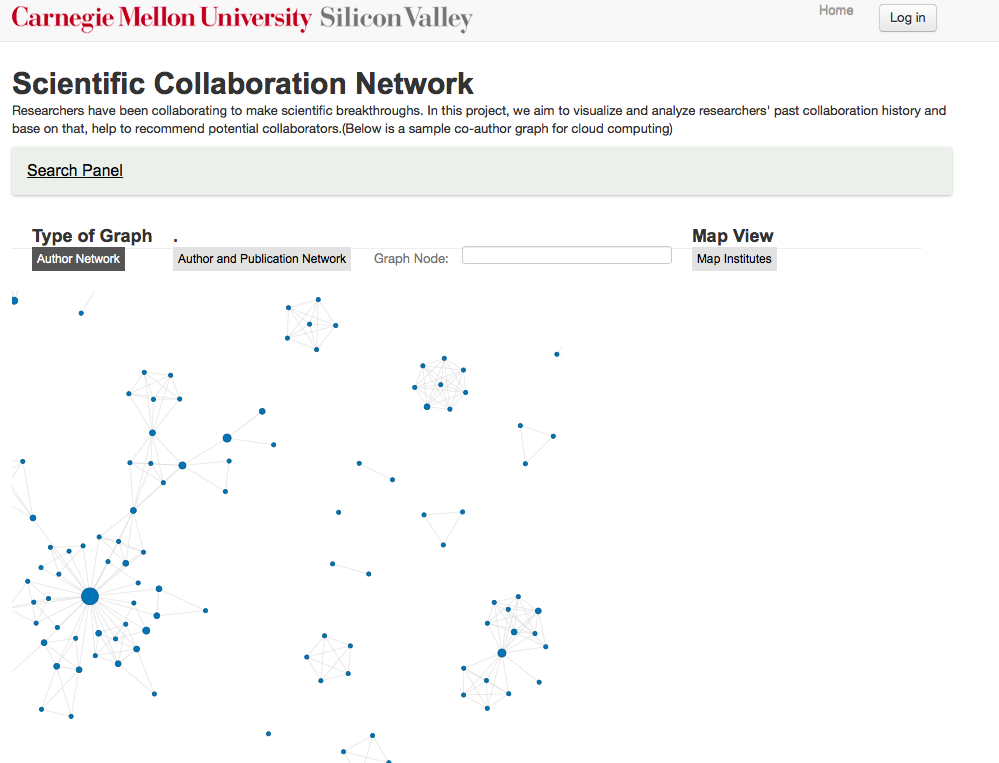 Carnegie Mellon University Silicon Valley
Home
Log in
Scientific Collaboration Network
Researchers have been collaborating to make scientific breakthroughs. In this project, we aim to visualize and analyze researchers' past collaboration history and
base on that, help to recommend potential collaborators.(Below is a sample co-author graph for cloud computing)
Search Panel
Type of Graph . Map View
Author Network Author and Publication Network Graph Node: Map Institutes